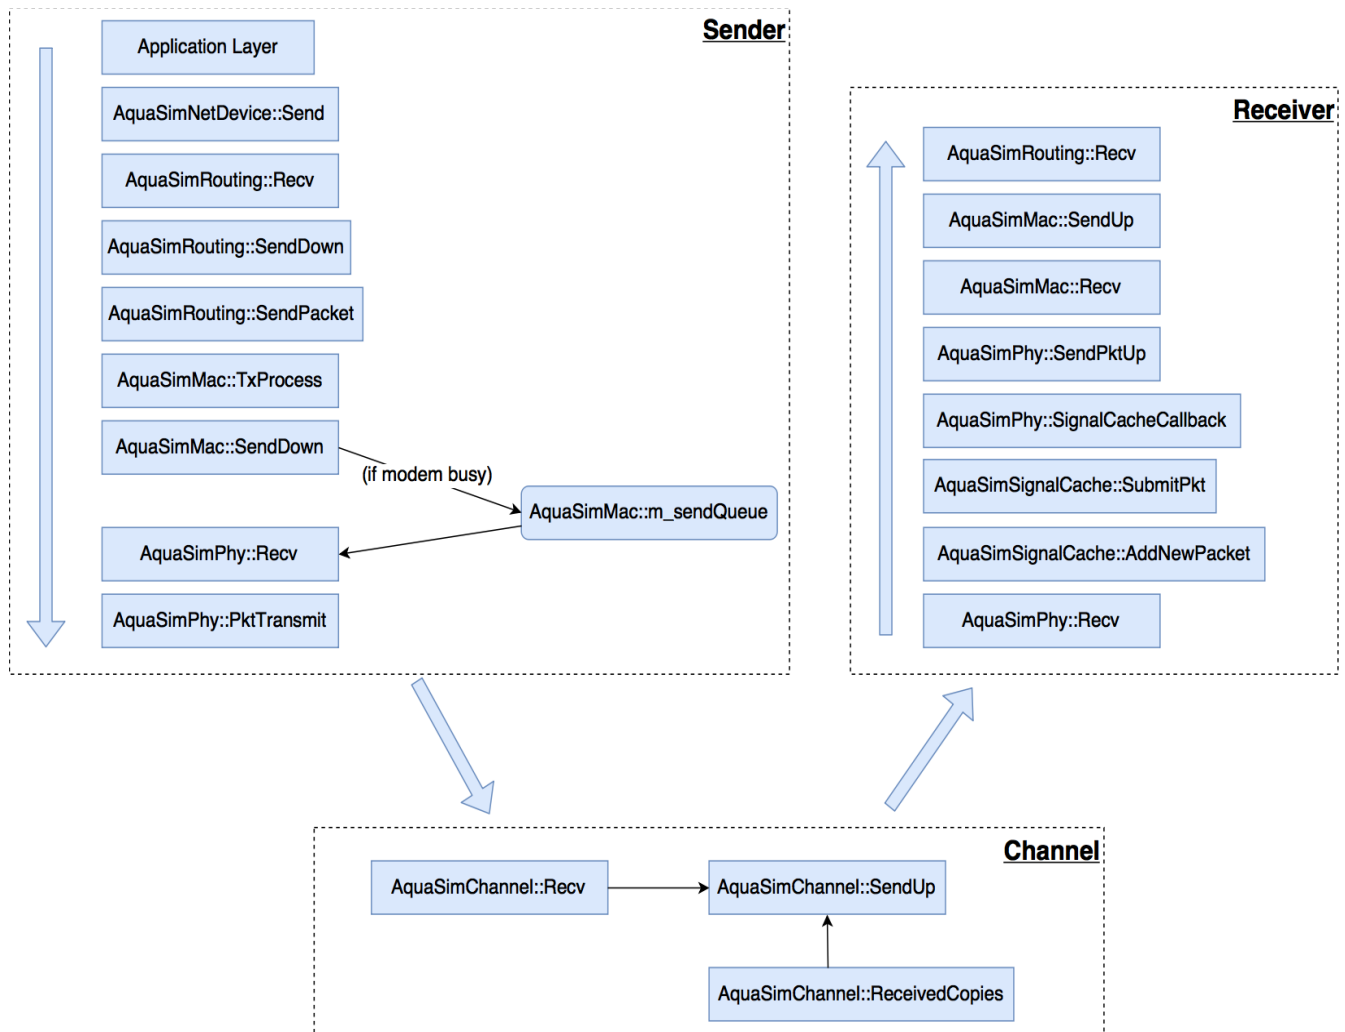 Sender
Application Layer
AquaSimNetDevice::Send
AquaSimRouting::Recv
AquaSimRouting::SendDown
AquaSimRouting::SendPacket
AquaSimMac::TxProcess
AquaSimMac::SendDown
(if modem busy)
AquaSimMac::m_sendQueue
AquaSimPhy::Recv
AquaSimPhy::PktTransmit
Receiver
AquaSimRouting::Recv
AquaSimMac::SendUp
AquaSimMac::Recv
AquaSimPhy::SendPktUp
AquaSimPhy::SignalCacheCallback
AquaSimSignalCache::SubmitPkt
AquaSimSignalCache::AddNewPacket
AquaSimPhy::Recv
Channel
AquaSimChannel::Recv
AquaSimChannel::SendUp
AquaSimChannel::ReceivedCopies